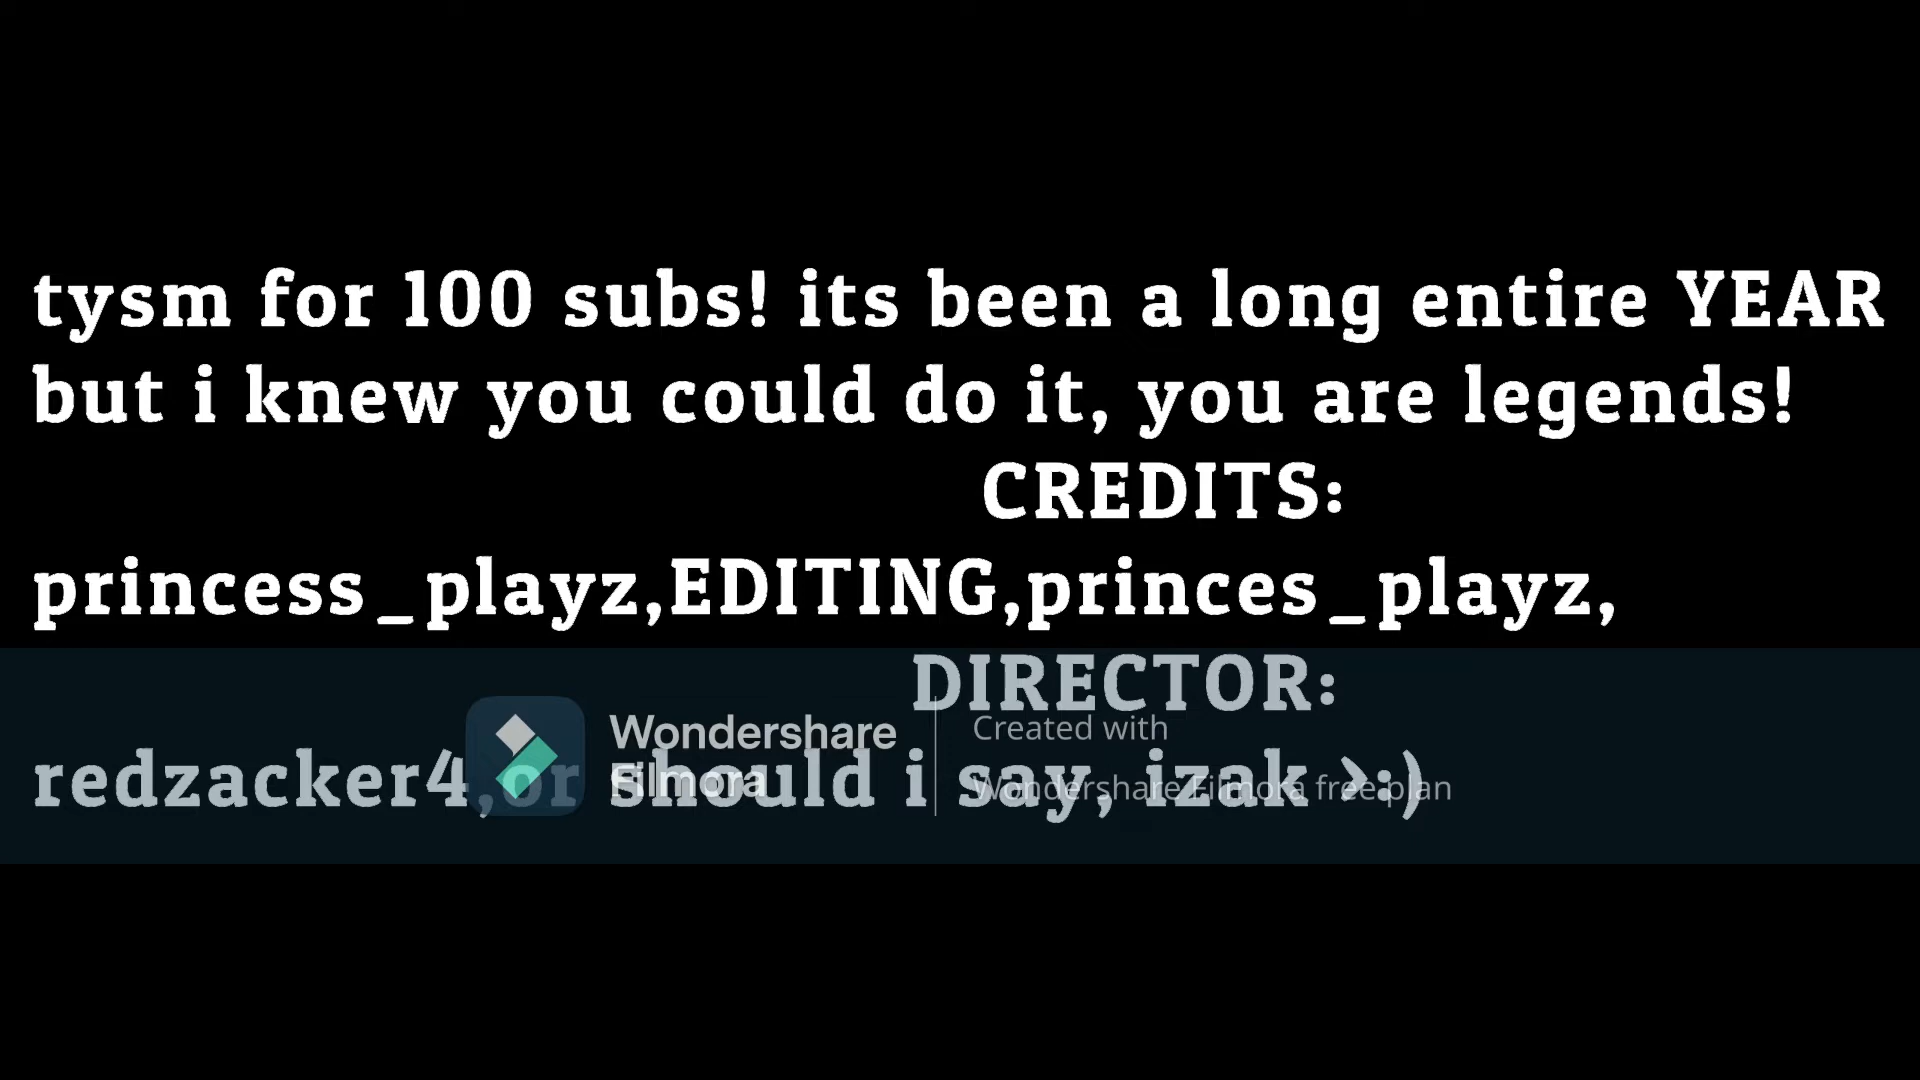 tysm for 100 subs! its been a long entire YEAR
but i knew you could do it, you are legends!
CREDITS:
princess_playz,EDITING,princes_playz,
DIRECTOR:
redzacker4,or should i say, izak >:)
Wondershare
Filmora
Created with
Wondershare Filmora free plan